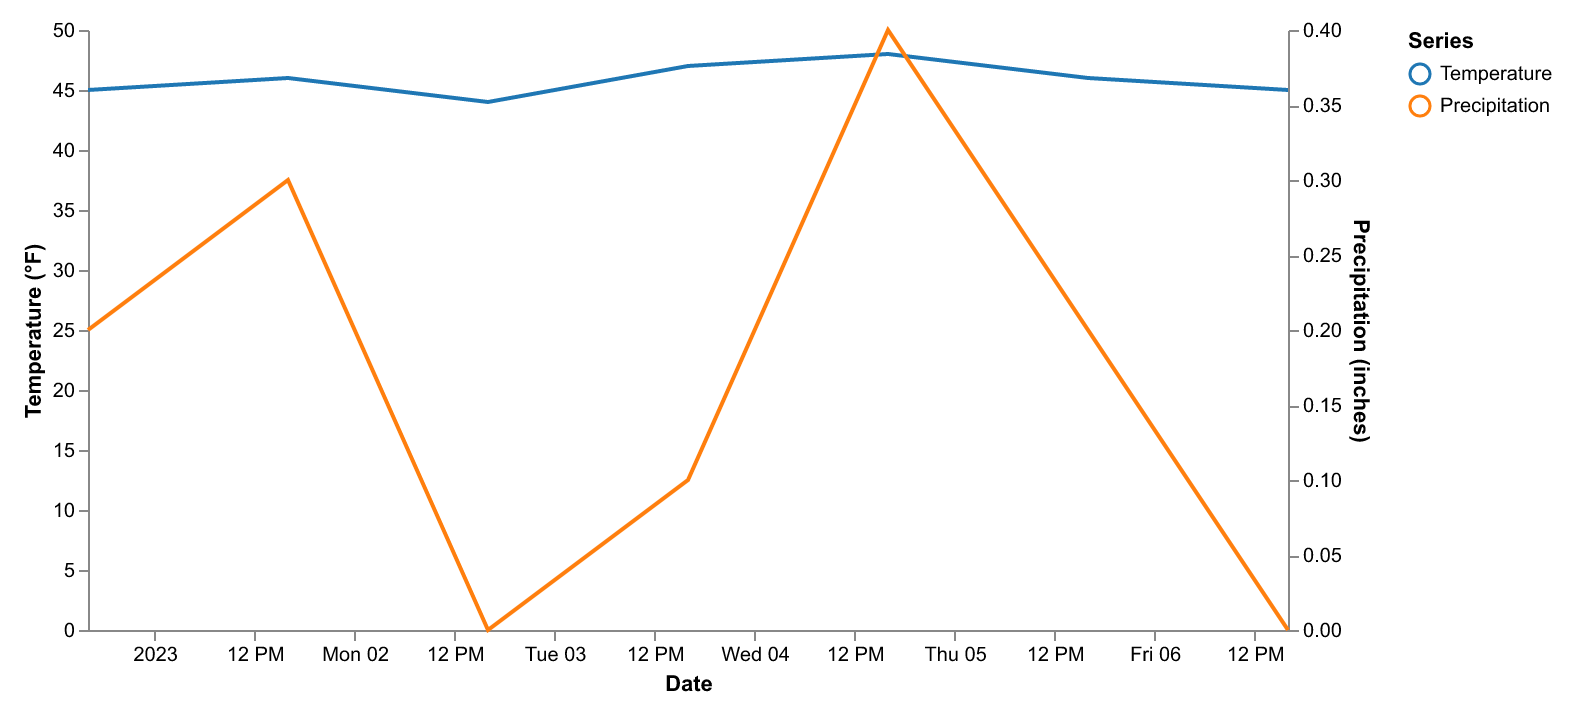 50
45
40
35
30
25
20
15
10
5
0
Temperature (°F)
2023
12 PM
Mon 02
12 PM
Tue 03
12 PM
Wed 04
12 PM
Thu 05
12 PM
Fri 06
12 PM
Date
0.40
0.35
0.30
0.25
0.20
0.15
0.10
0.05
0.00
Precipitation (inches)
Series
Temperature
Precipitation